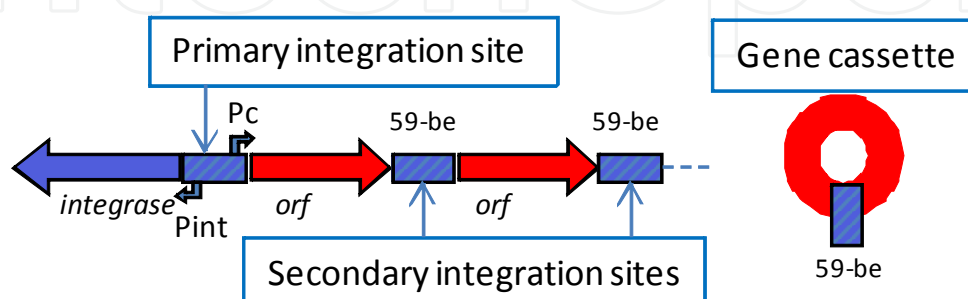 Primary integration site
Gene cassette
Pc
59-be
59-be
integrase
Pint
orf
orf
Secondary integration sites
59-be